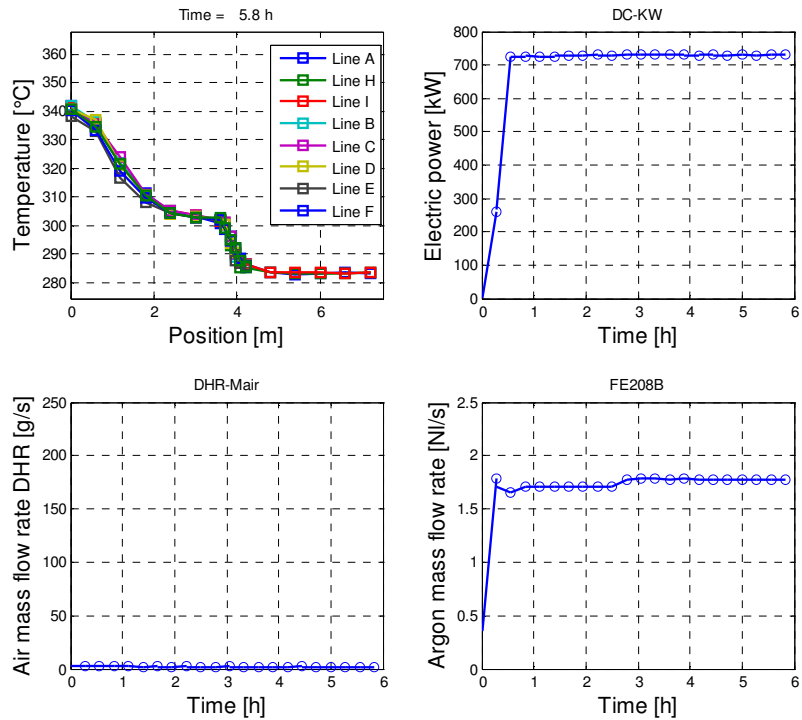 Time = 5.8 h
Temperature [°C]
360
350
340
330
320
310
300
290
280
0
2
4
6
Position [m]
Line A
Line H
Line I
Line B
Line C
Line D
Line E
Line F
DC-KW
Electric power [kW]
800
700
600
500
400
300
200
100
0
0
1
2
3
4
5
6
Time [h]
DHR-Mair
Air mass flow rate DHR [g/s]
250
200
150
100
50
0
0
1
2
3
4
5
6
Time [h]
FE208B
Argon mass flow rate [Nl/s]
2.5
2
1.5
1
0.5
0
0
1
2
3
4
5
6
Time [h]